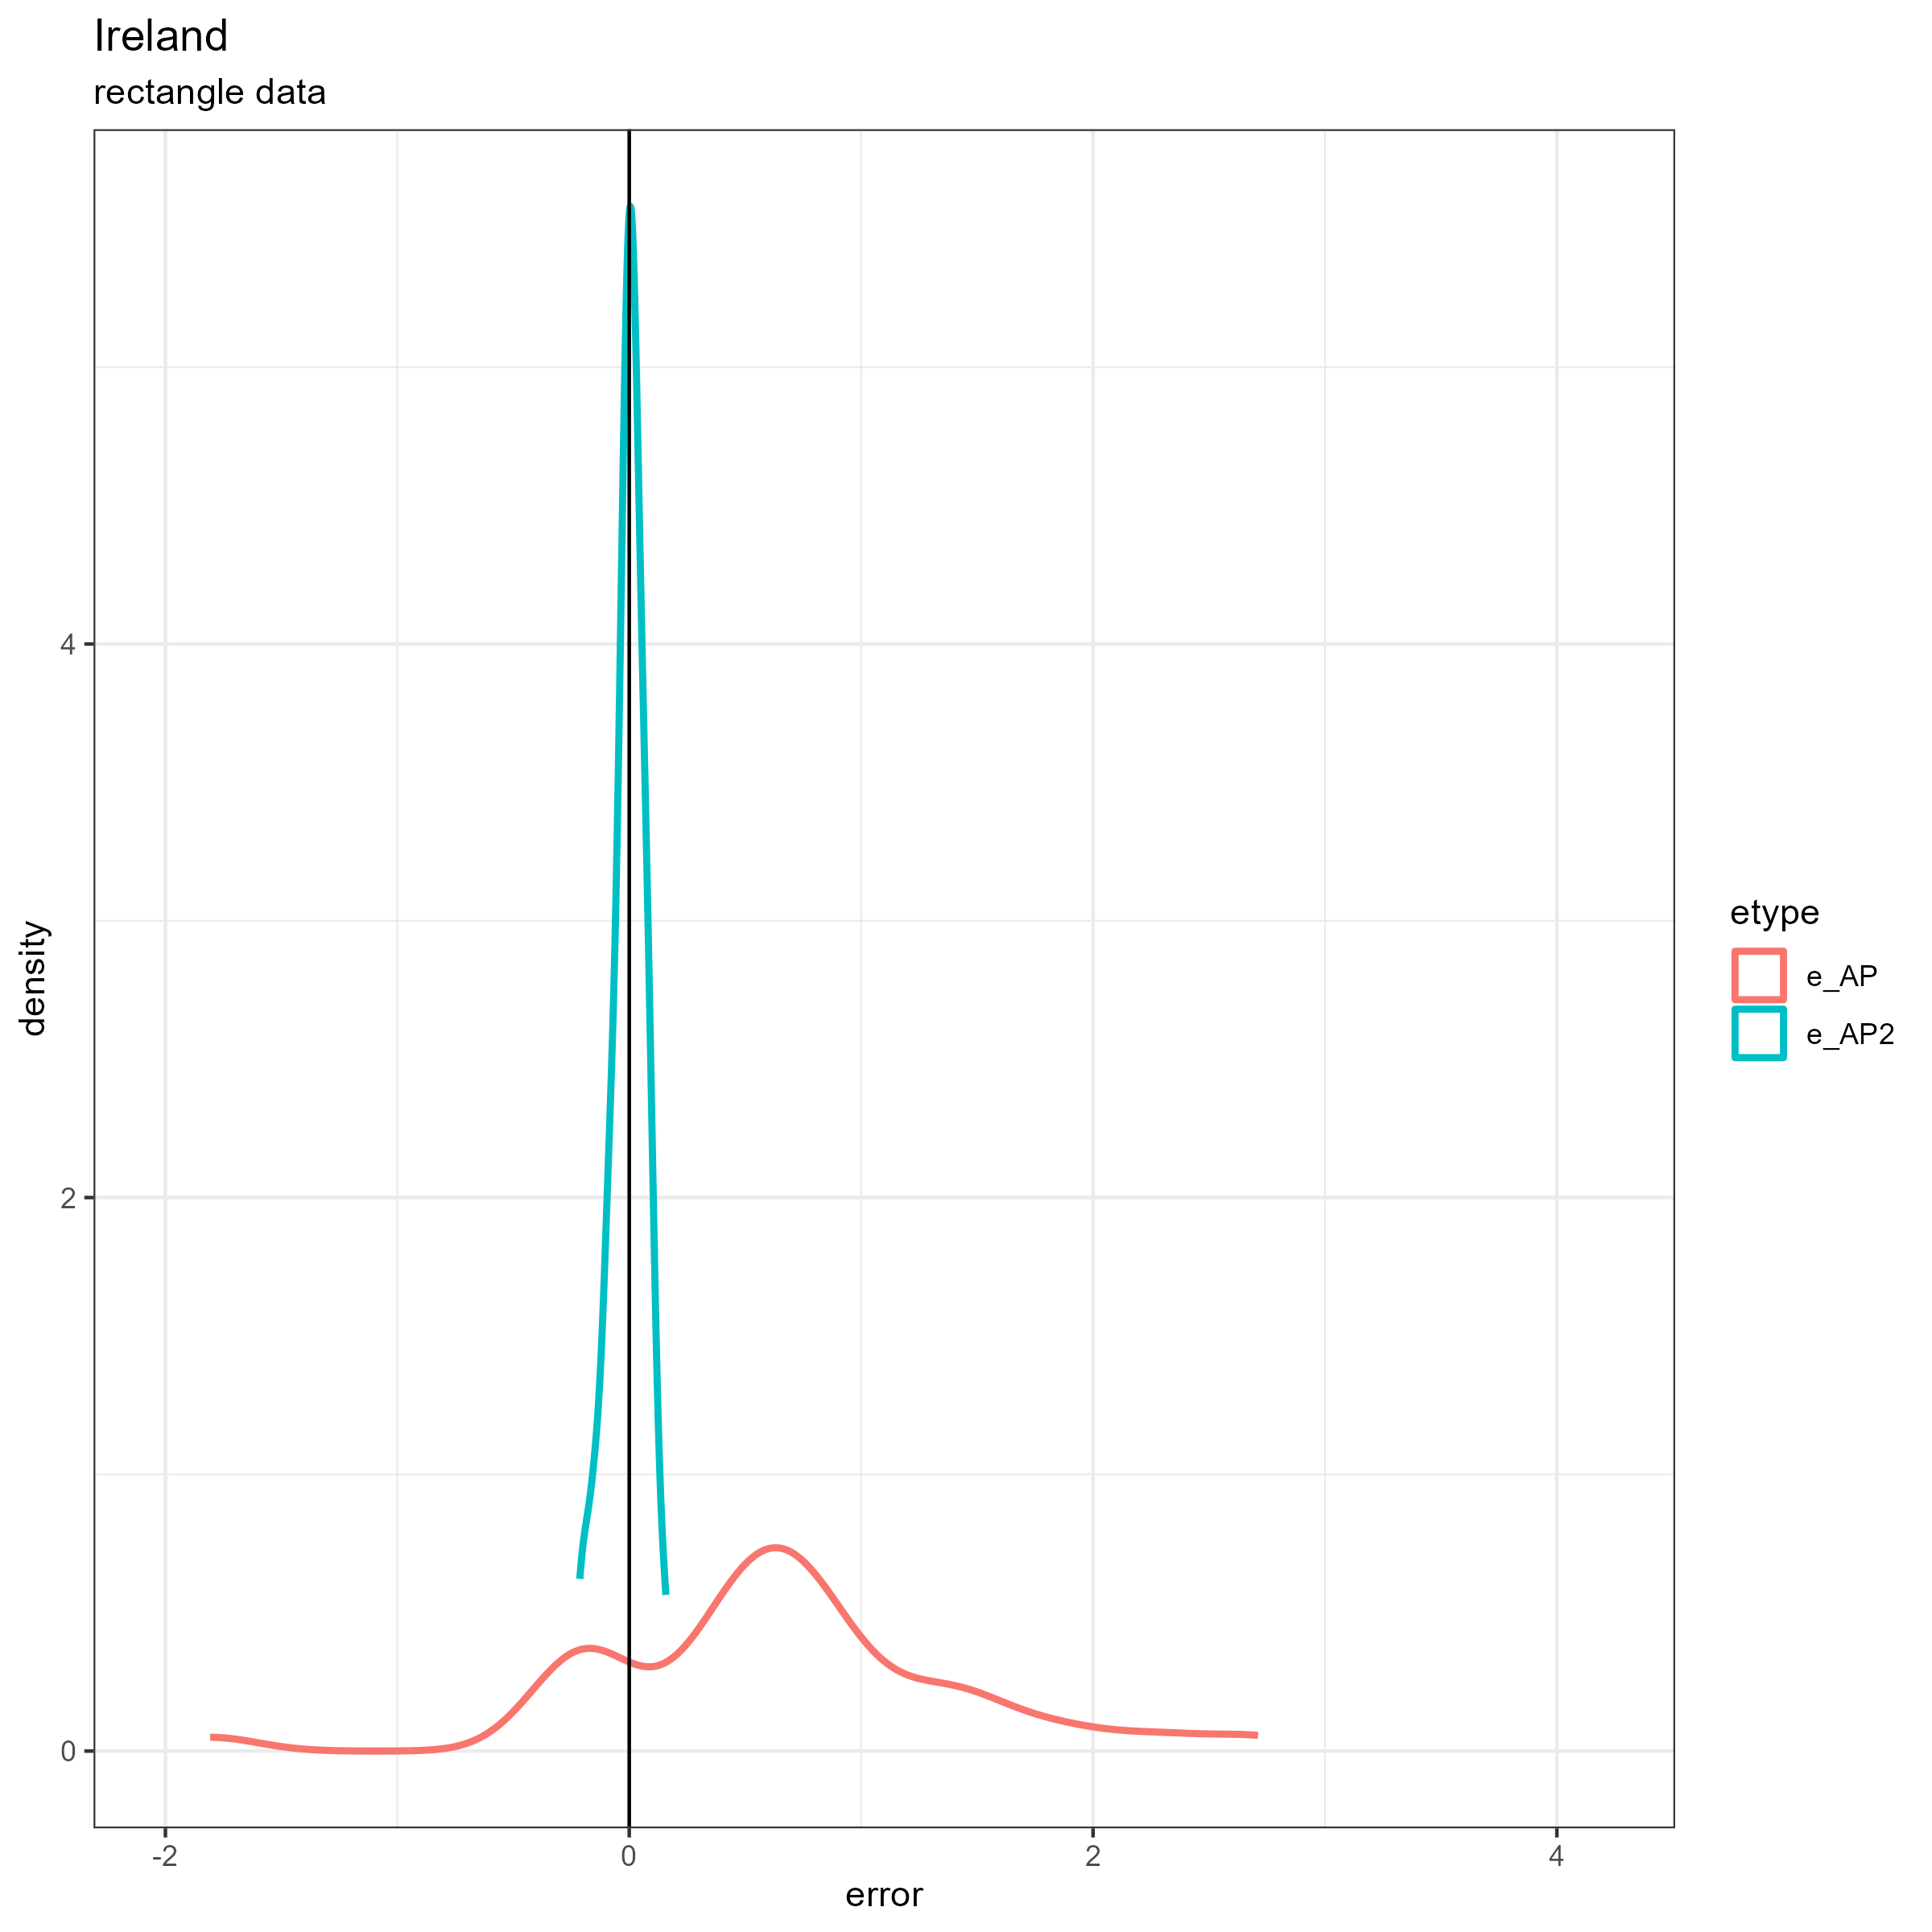 Ireland
rectangle data
density
4
2
0
-2
0
2
4
error
etype
e_AP
e_AP2